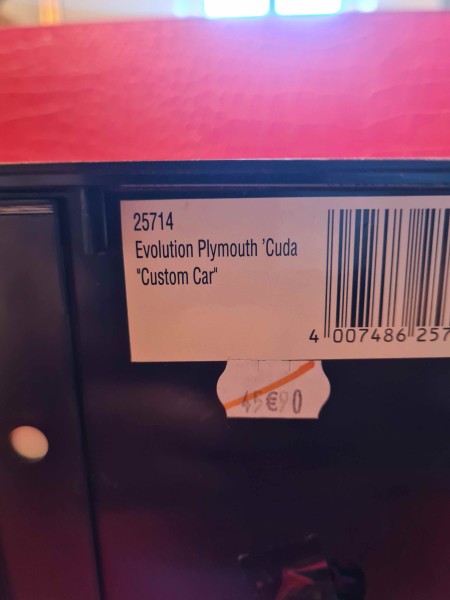 25714
Evolution Plymouth 'Cuda
"Custom Car"
4 007486 257
45€90